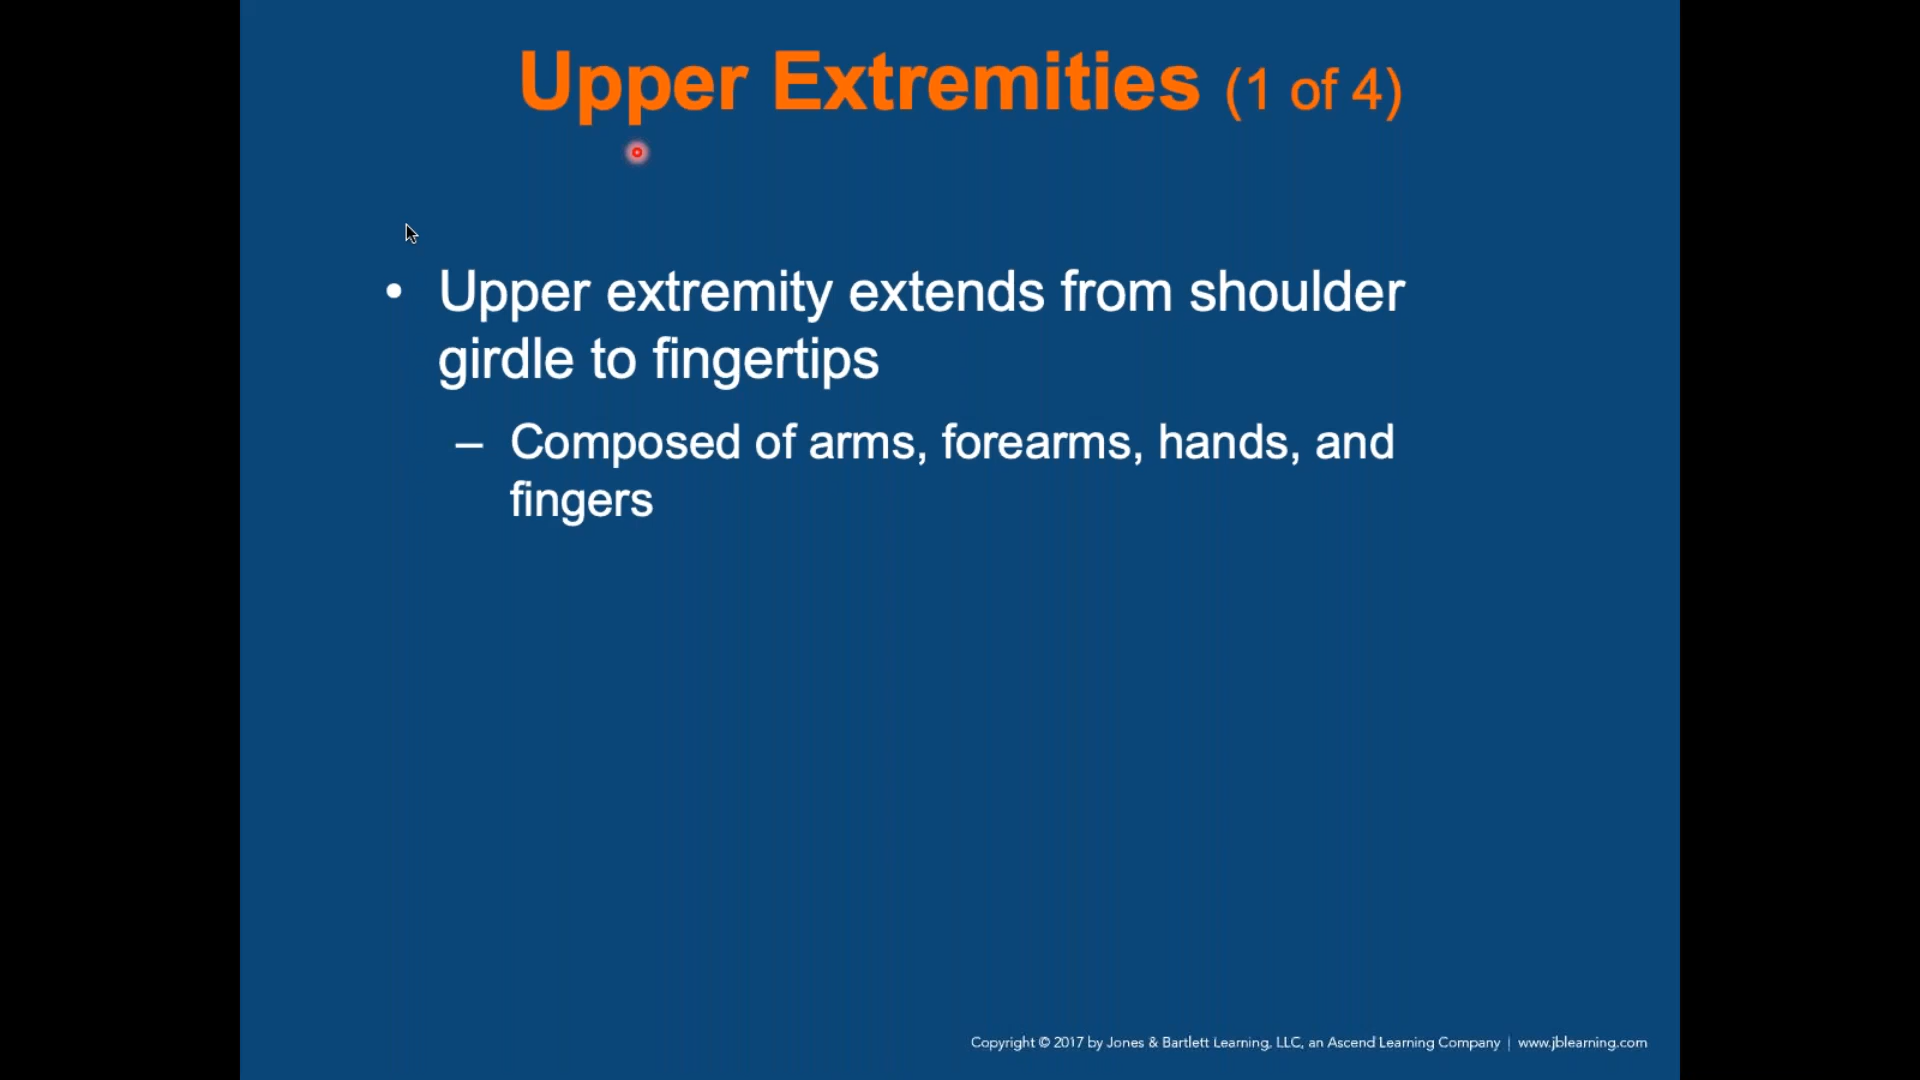 Upper Extremities (1 of 4)
• Upper extremity extends from shoulder
girdle to fingertips
– Composed of arms, forearms, hands, and
fingers
Copyright © 2017 by Jones & Bartlett Learning, LLC, an Ascend Learning Company | www.jblearning.com